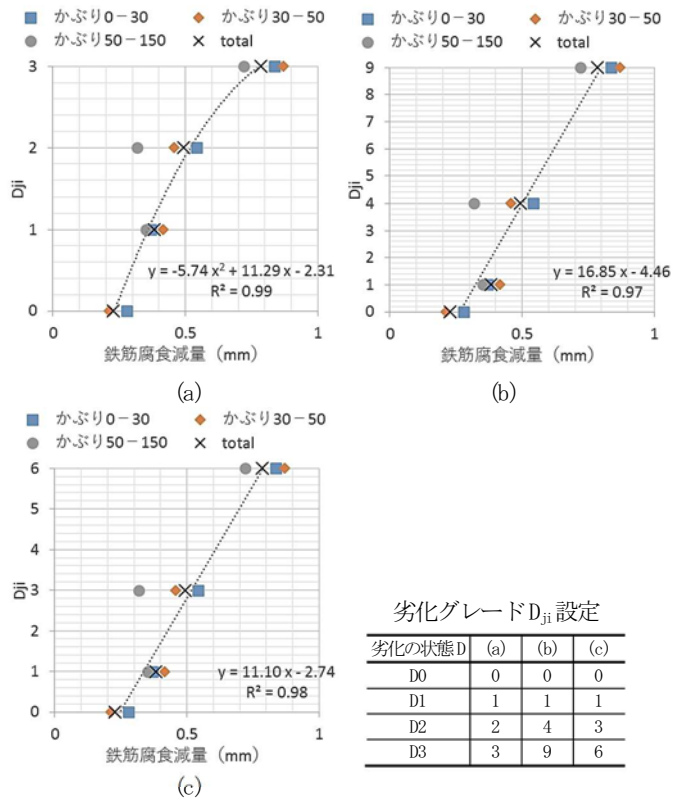 かぶり0－30 かぶり30－50
かぶり50－150 total
3
2
1
0
Dji
y = -5.74 x² + 11.29 x - 2.31
R² = 0.99
0 0.5 1
鉄筋腐食減量（mm）
(a)
かぶり0－30 かぶり30－50
かぶり50－150 total
9
8
7
6
5
4
3
2
1
0
Dji
y = 16.85 x - 4.46
R² = 0.97
0 0.5 1
鉄筋腐食減量（mm）
(b)
かぶり0－30 かぶり30－50
かぶり50－150 total
6
5
4
3
2
1
0
Dji
y = 11.10 x - 2.74
R² = 0.98
0 0.5 1
鉄筋腐食減量（mm）
(c)
劣化グレードDji設定
劣化の状態D (a) (b) (c)
D0 0 0 0
D1 1 1 1
D2 2 4 3
D3 3 9 6